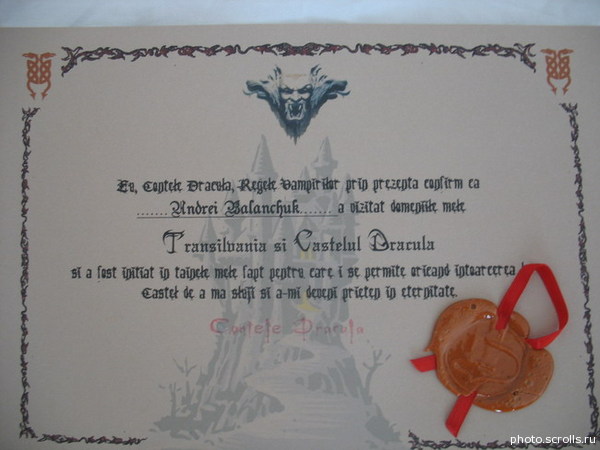 Eu, Contele Dracula, Regele Vampirilor prin prezenta confirm ca
....... Andrei Balanchuk....... a vizitat domeniile mele
Transilvania si Castelul Dracula
si a fost initiat in tainele mele fapt pentru care i se permite oricand intoarcerea
Castel de a ma sluji si a-mi deveni prieten in eternitate.
Contele Dracula
photo.scrolls.ru